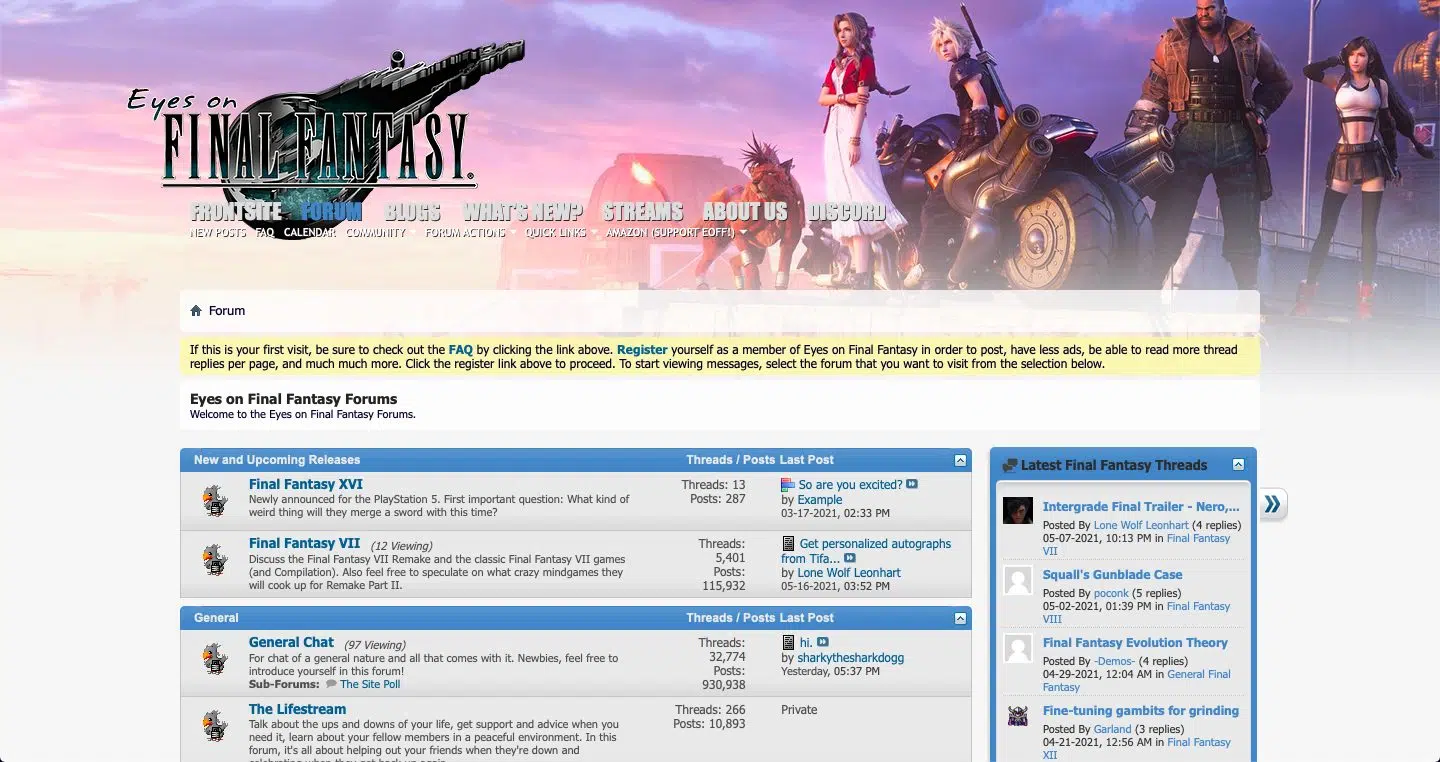 Eyes on
FINAL FANTASY®
FRONTSITE FORUM BLOGS WHAT'S NEW? STREAMS ABOUT US DISCORD
NEW POSTS FAQ CALENDAR COMMUNITY FORUM ACTIONS QUICK LINKS AMAZON (SUPPORT EOFF!)
Forum
If this is your first visit, be sure to check out the FAQ by clicking the link above. Register yourself as a member of Eyes on Final Fantasy in order to post, have less ads, be able to read more thread
replies per page, and much much more. Click the register link above to proceed. To start viewing messages, select the forum that you want to visit from the selection below.
Eyes on Final Fantasy Forums
Welcome to the Eyes on Final Fantasy Forums.
New and Upcoming Releases Threads / Posts Last Post
Final Fantasy XVI
Newly announced for the PlayStation 5. First important question: What kind of
weird thing will they merge a sword with this time?
Threads: 13
Posts: 287
So are you excited?
by Example
03-17-2021, 02:33 PM
Final Fantasy VII (12 Viewing)
Discuss the Final Fantasy VII Remake and the classic Final Fantasy VII games
(and Compilation). Also feel free to speculate on what crazy mindgames they
will cook up for Remake Part II.
Threads:
5,401
Posts:
115,932
Get personalized autographs
from Tifa...
by Lone Wolf Leonhart
05-16-2021, 03:52 PM
General Threads / Posts Last Post
General Chat (97 Viewing)
For chat of a general nature and all that comes with it. Newbies, feel free to
introduce yourself in this forum!
Sub-Forums: The Site Poll
Threads:
32,774
Posts:
930,938
hi.
by sharkythesharkdogg
Yesterday, 05:37 PM
The Lifestream
Talk about the ups and downs of your life, get support and advice when you
need it, learn about your fellow members in a peaceful environment. In this
forum, it's all about helping out your friends when they're down and
Threads: 266
Posts: 10,893
Private
Latest Final Fantasy Threads
Intergrade Final Trailer - Nero,...
Posted By Lone Wolf Leonhart (4 replies)
05-07-2021, 10:13 PM in Final Fantasy
VII
Squall's Gunblade Case
Posted By poconk (5 replies)
05-02-2021, 01:39 PM in Final Fantasy
VIII
Final Fantasy Evolution Theory
Posted By -Demos- (4 replies)
04-29-2021, 12:04 AM in General Final
Fantasy
Fine-tuning gambits for grinding
Posted By Garland (3 replies)
04-21-2021, 12:56 AM in Final Fantasy
XII